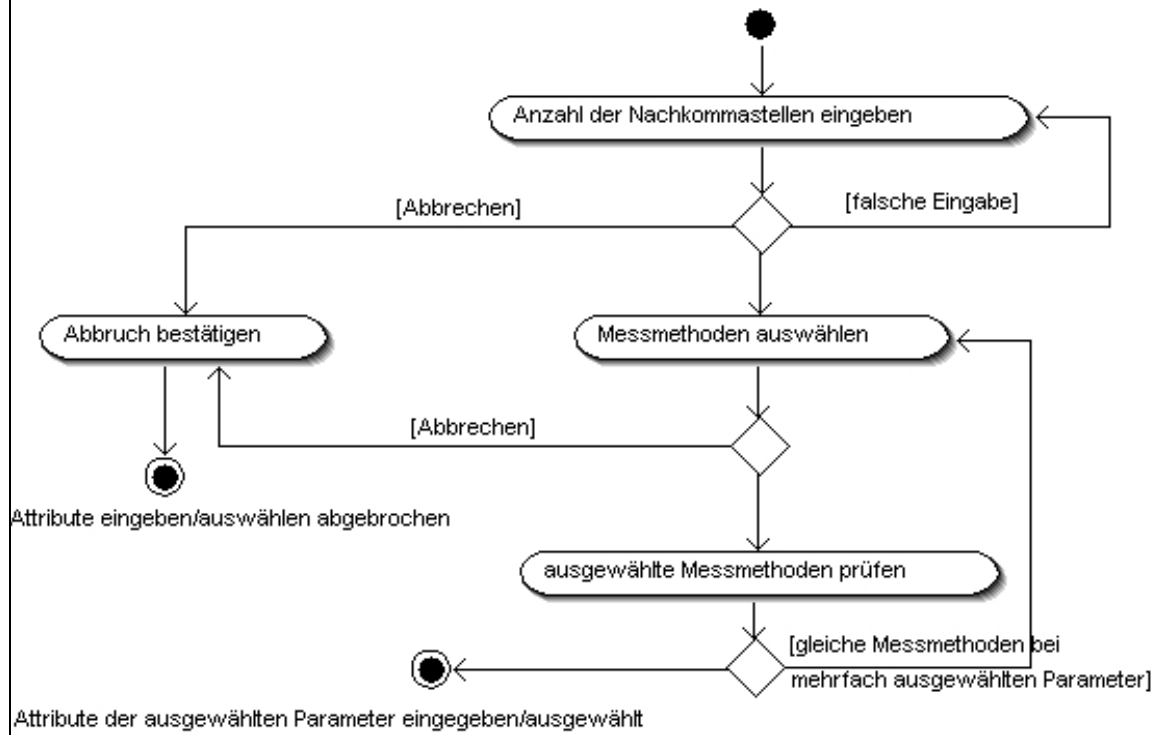 Anzahl der Nachkommastellen eingeben
[Abbrechen]
[falsche Eingabe]
Abbruch bestätigen
Messmethoden auswählen
[Abbrechen]
Attribute eingeben/auswählen abgebrochen
ausgewählte Messmethoden prüfen
[gleiche Messmethoden bei
mehrfach ausgewählten Parameter]
Attribute der ausgewählten Parameter eingegeben/ausgewählt